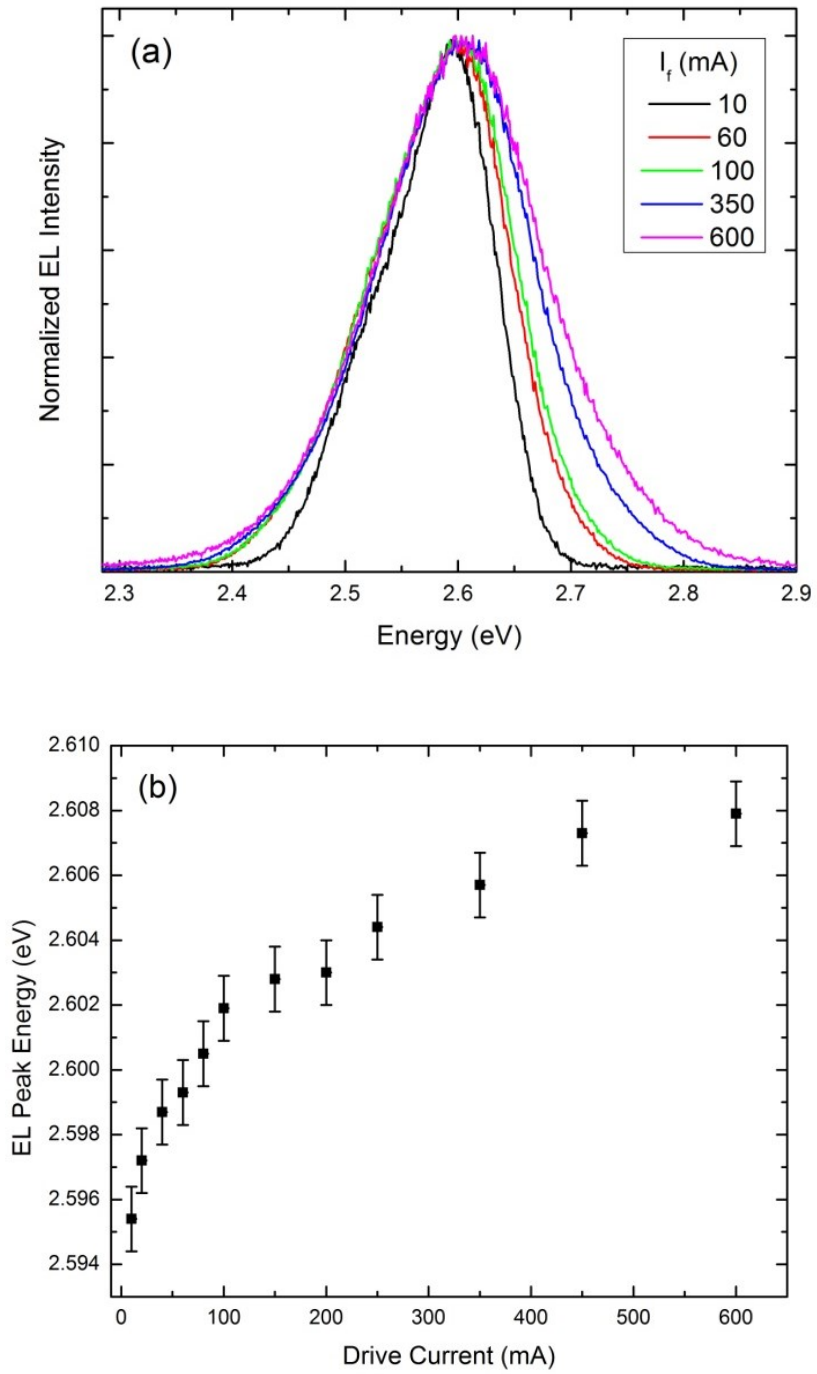 (a)
I_f (mA)
10
60
100
350
600
Normalized EL Intensity
2.3 2.4 2.5 2.6 2.7 2.8 2.9
Energy (eV)
(b)
2.610
2.608
2.606
2.604
2.602
2.600
2.598
2.596
2.594
EL Peak Energy (eV)
0 100 200 300 400 500 600
Drive Current (mA)